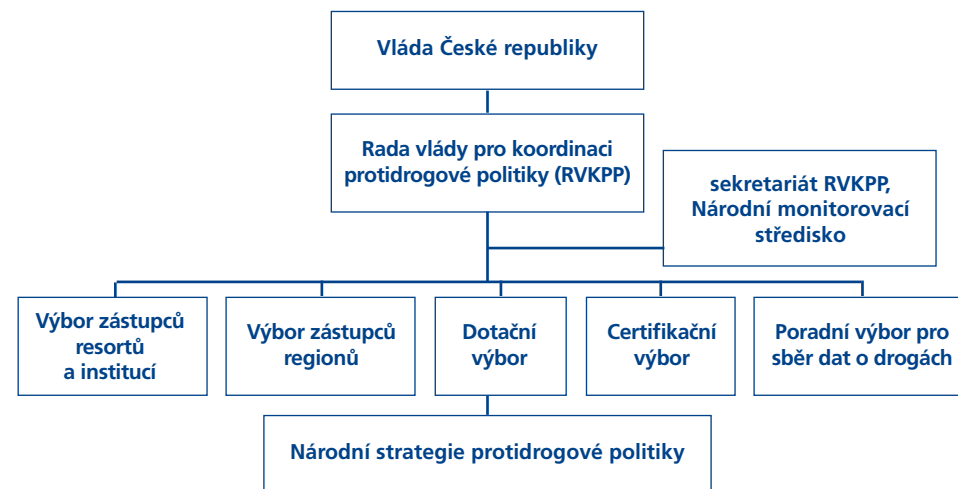 Vláda České republiky
Rada vlády pro koordinaci
protidrogové politiky (RVKPP)
sekretariát RVKPP,
Národní monitorovací
středisko
Výbor zástupců
resortů
a institucí
Výbor zástupců
regionů
Dotační
výbor
Certifikační
výbor
Poradní výbor pro
sběr dat o drogách
Národní strategie protidrogové politiky